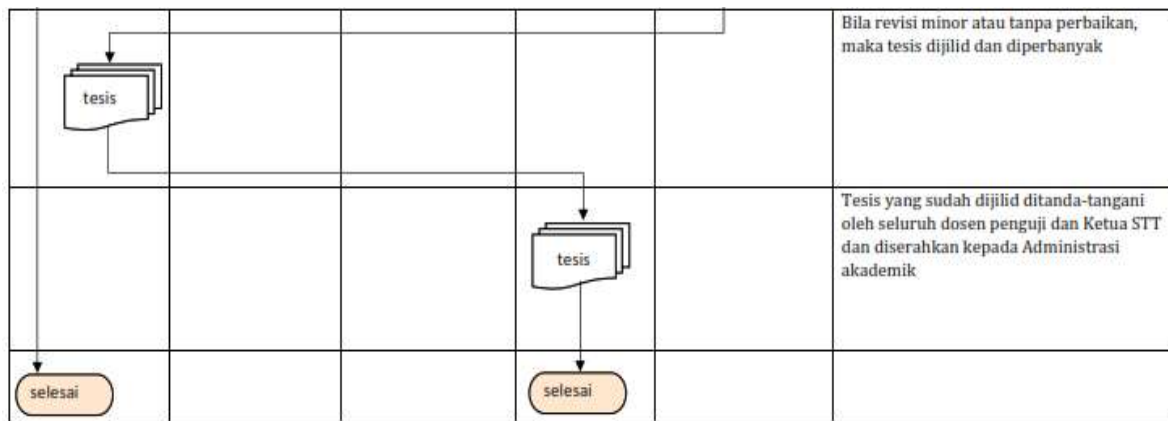 Bila revisi minor atau tanpa perbaikan,
maka tesis dijilid dan diperbanyak
tesis
Tesis yang sudah dijilid ditanda-tangani
oleh seluruh dosen penguji dan Ketua STT
dan diserahkan kepada Administrasi
akademik
tesis
selesai
selesai